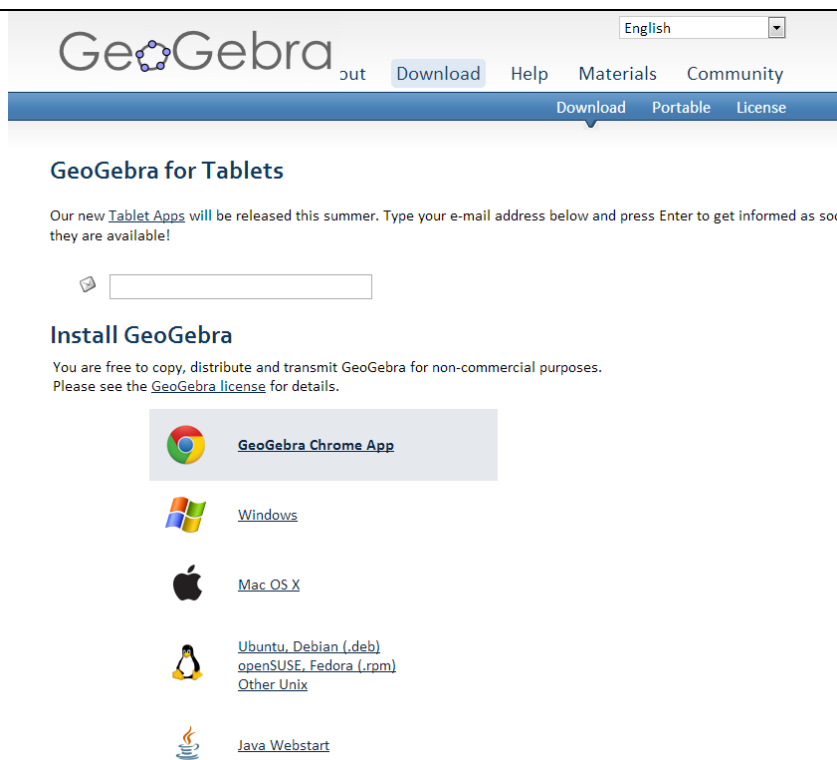 English
GeoGebra
out Download Help Materials Community
Download Portable License
GeoGebra for Tablets
Our new Tablet Apps will be released this summer. Type your e-mail address below and press Enter to get informed as
they are available!
Install GeoGebra
You are free to copy, distribute and transmit GeoGebra for non-commercial purposes.
Please see the GeoGebra license for details.
GeoGebra Chrome App
Windows
Mac OS X
Ubuntu, Debian (.deb)
openSUSE, Fedora (.rpm)
Other Unix
Java Webstart